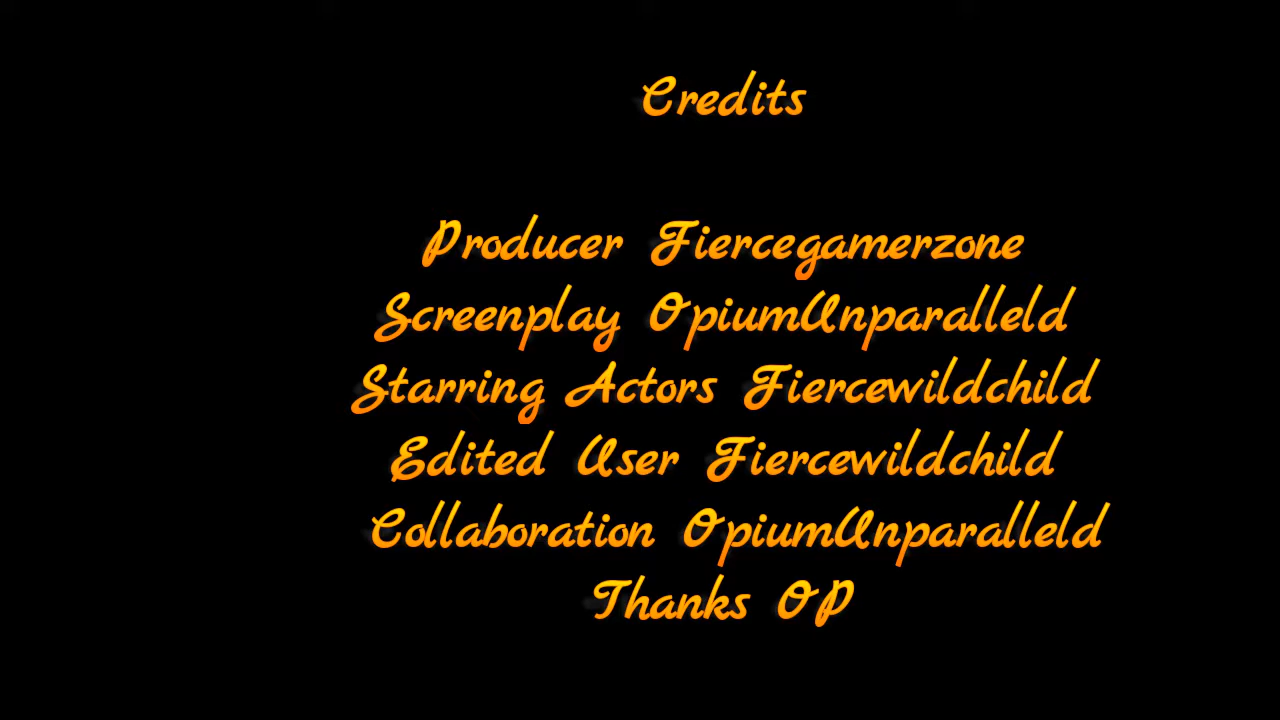 Credits
Producer Fiercegamerzone
Screenplay OpiumUnparalleld
Starring Actors Fiercewildchild
Edited User Fiercewildchild
Collaboration OpiumUnparalleld
Thanks OP